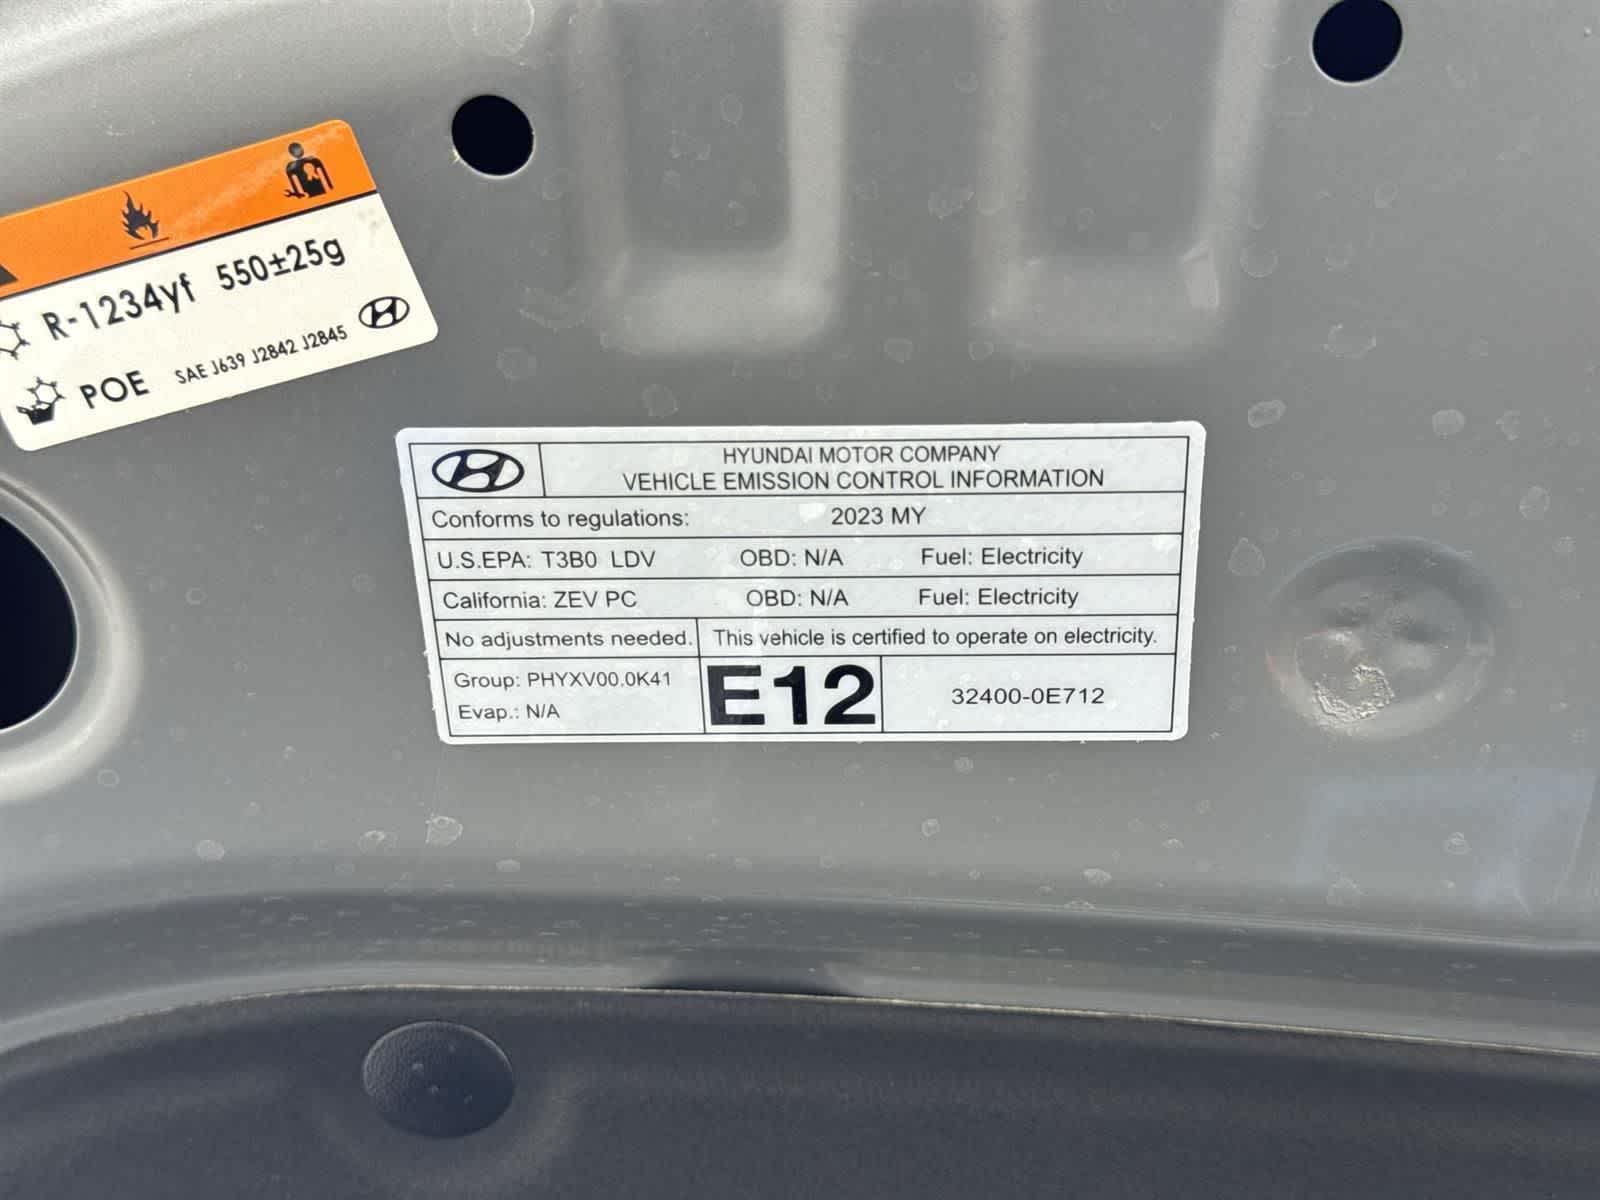 R-1234yf 550±25g
POE SAE J639 J2842 J2845
HYUNDAI MOTOR COMPANY
VEHICLE EMISSION CONTROL INFORMATION
Conforms to regulations: 2023 MY
U.S.EPA: T3B0 LDV OBD: N/A Fuel: Electricity
California: ZEV PC OBD: N/A Fuel: Electricity
No adjustments needed. This vehicle is certified to operate on electricity.
Group: PHYXV00.0K41
Evap.: N/A
E12
32400-0E712